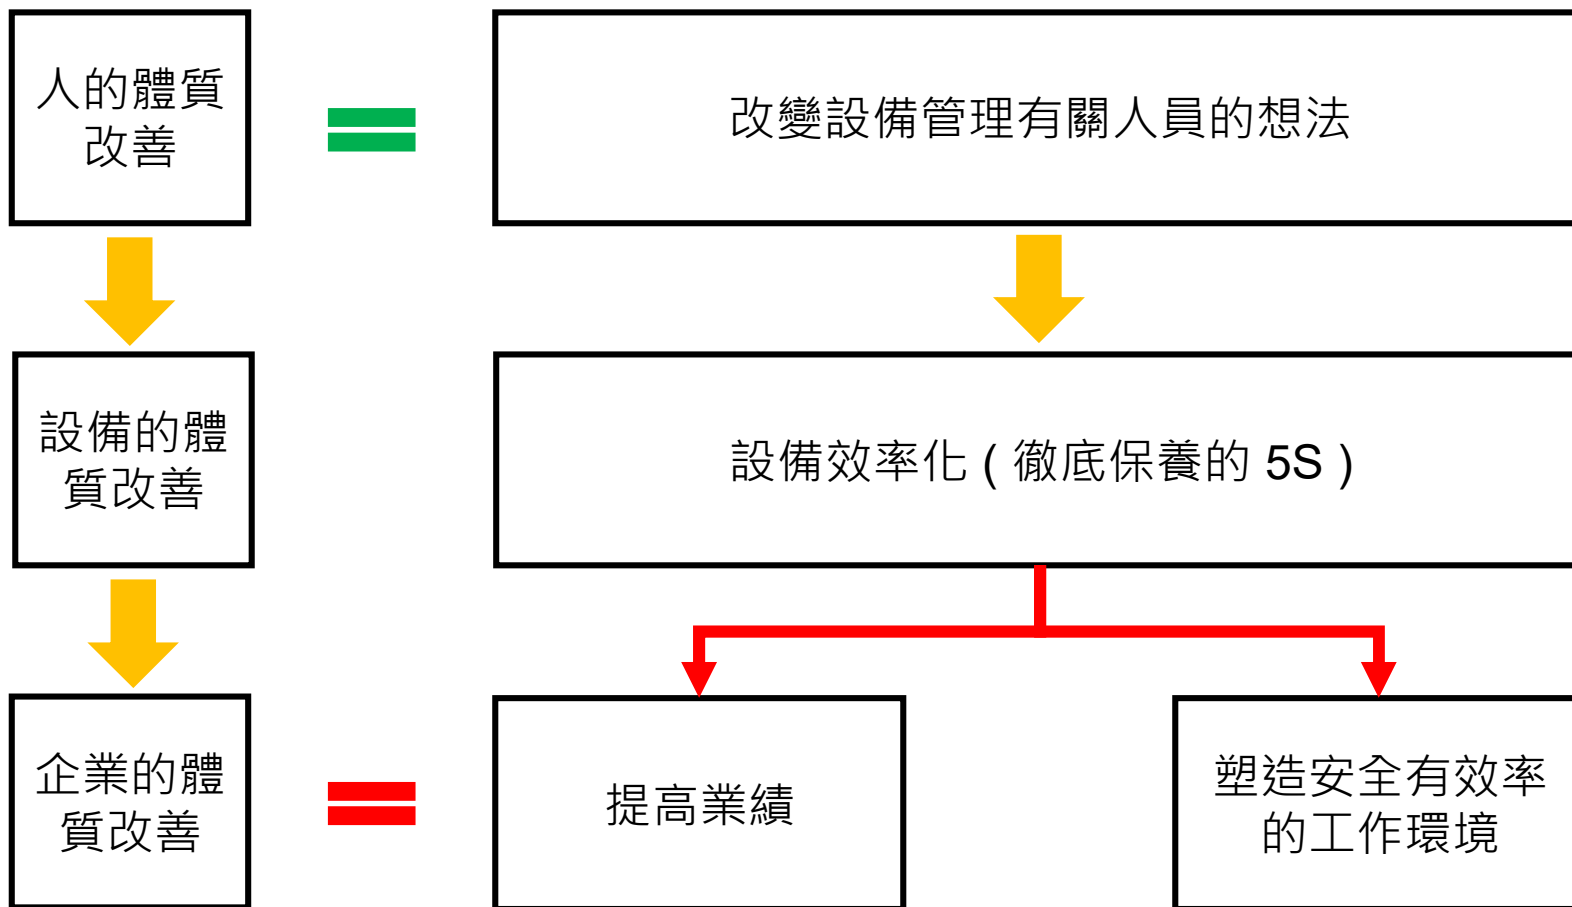 人的體質
改善
改變設備管理有關人員的想法
設備的體
質改善
設備效率化 ( 徹底保養的 5S )
企業的體
質改善
提高業績
塑造安全有效率
的工作環境